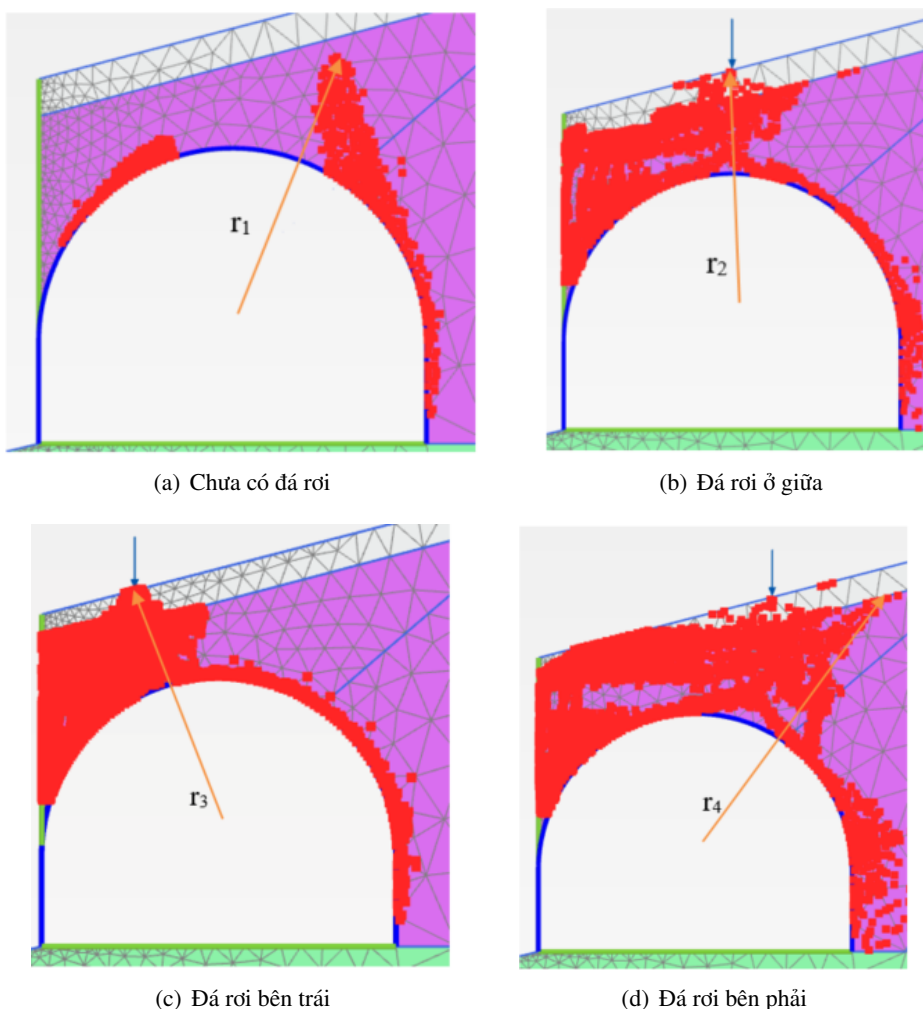 r₁
r₂
(a) Chưa có đá rơi
(b) Đá rơi ở giữa
r₃
r₄
(c) Đá rơi bên trái
(d) Đá rơi bên phải